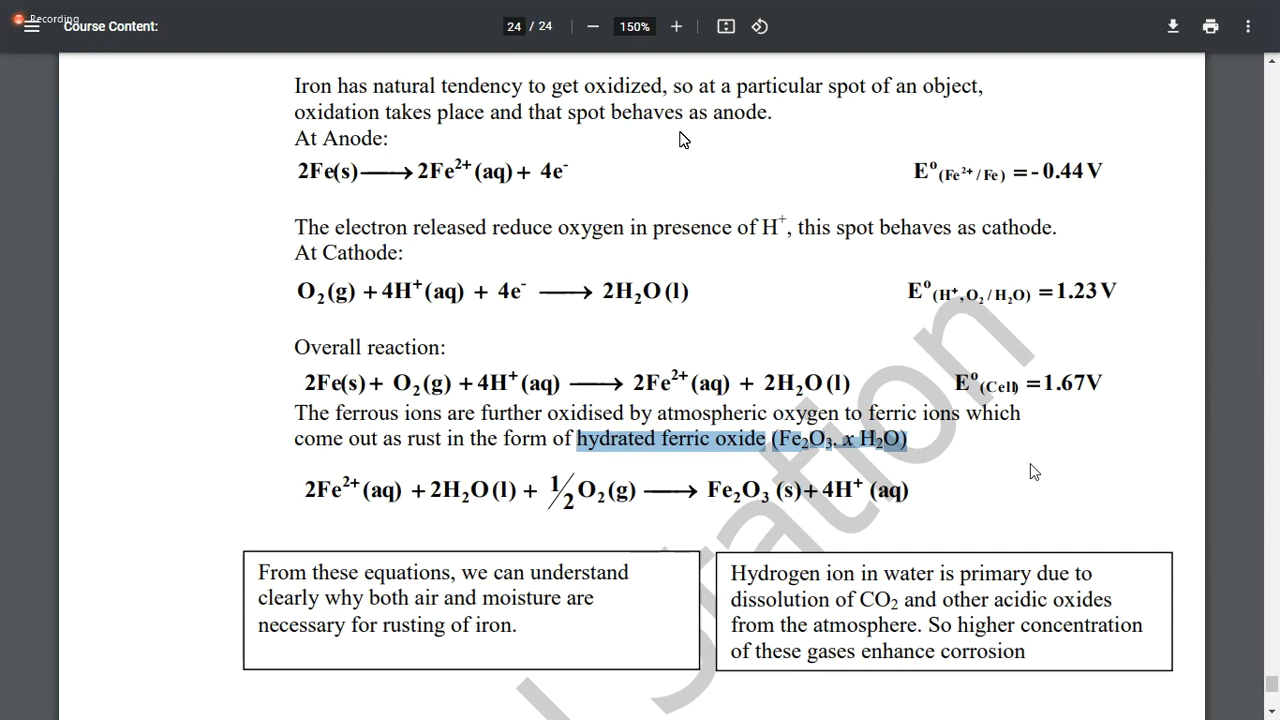 Recording
Course Content:
24 / 24
150%
Iron has natural tendency to get oxidized, so at a particular spot of an object,
oxidation takes place and that spot behaves as anode.
At Anode:
2Fe(s)⟶2Fe²⁺(aq)+ 4e⁻ E⁰(Fe²⁺/Fe) =- 0.44V
The electron released reduce oxygen in presence of H⁺, this spot behaves as cathode.
At Cathode:
O₂(g) +4H⁺(aq) + 4e⁻ ⟶ 2H₂O(l) E⁰(H⁺,O₂/H₂O) =1.23V
Overall reaction:
2Fe(s)+ O₂(g) +4H⁺(aq) ⟶ 2Fe²⁺(aq) + 2H₂O(l) E⁰(Cell) =1.67V
The ferrous ions are further oxidised by atmospheric oxygen to ferric ions which
come out as rust in the form of hydrated ferric oxide (Fe₂O₃. x H₂O)
2Fe²⁺(aq) +2H₂O(l) + 1/2O₂(g) ⟶ Fe₂O₃ (s)+4H⁺ (aq)
From these equations, we can understand
clearly why both air and moisture are
necessary for rusting of iron.
Hydrogen ion in water is primary due to
dissolution of CO₂ and other acidic oxides
from the atmosphere. So higher concentration
of these gases enhance corrosion